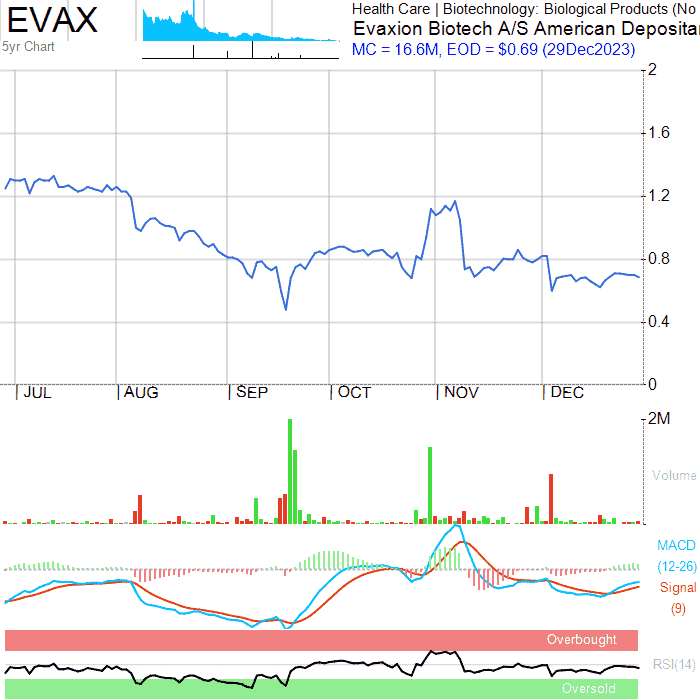 EVAX
5yr Chart
Health Care | Biotechnology: Biological Products (No
Evaxion Biotech A/S American Depositar
MC = 16.6M, EOD = $0.69 (29Dec2023)
2
1.6
1.2
0.8
0.4
0
JUL AUG SEP OCT NOV DEC
2M
Volume
MACD
(12-26)
Signal
(9)
Overbought
RSI(14)
Oversold